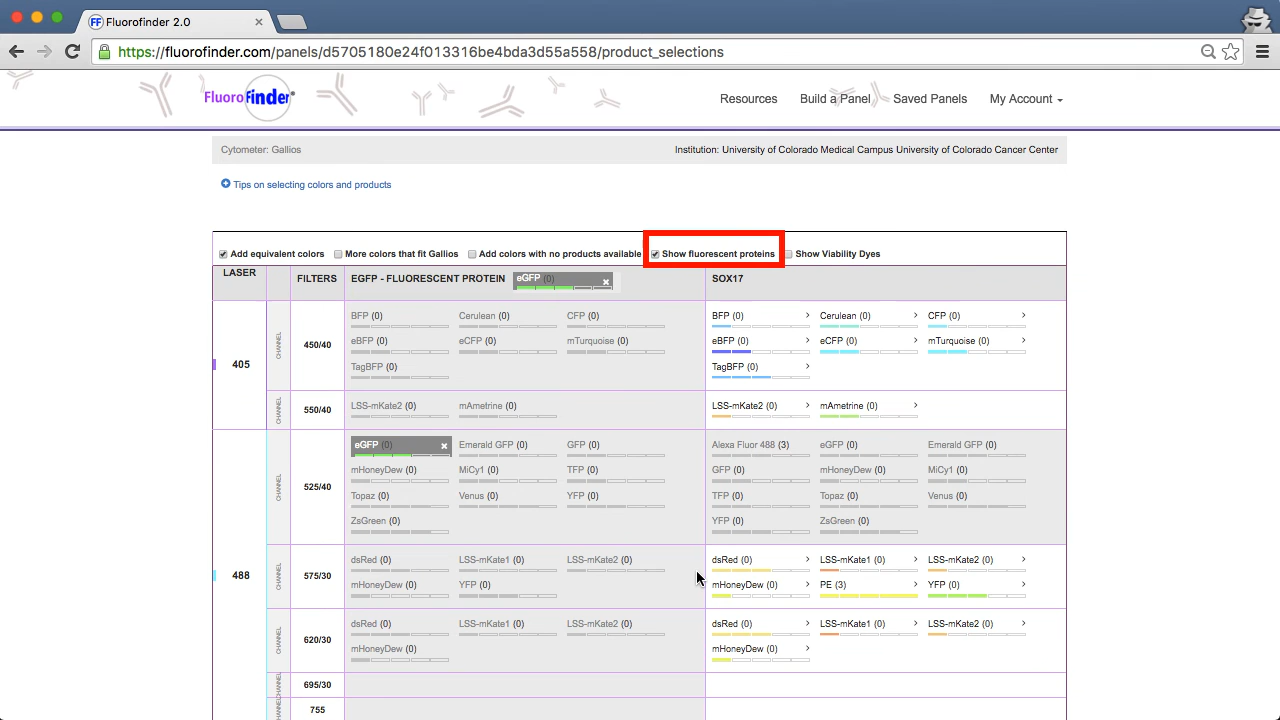 Fluorofinder 2.0
https://fluorofinder.com/panels/d5705180e24f013316be4bda3d55a558/product_selections
FluoroFinder®
Resources Build a Panel Saved Panels My Account
Cytometer: Gallios Institution: University of Colorado Medical Campus University of Colorado Cancer Center
Tips on selecting colors and products
Add equivalent colors More colors that fit Gallios Add colors with no products available Show fluorescent proteins Show Viability Dyes
LASER FILTERS EGFP - FLUORESCENT PROTEIN eGFP (0) SOX17
BFP (0) Cerulean (0) CFP (0) BFP (0) Cerulean (0) CFP (0)
405 CHANNEL 450/40 eBFP (0) eCFP (0) mTurquoise (0) eBFP (0) eCFP (0) mTurquoise (0)
TagBFP (0) TagBFP (0)
CHANNEL 550/40 LSS-mKate2 (0) mAmetrine (0) LSS-mKate2 (0) mAmetrine (0)
eGFP (0) Emerald GFP (0) GFP (0) Alexa Fluor 488 (3) eGFP (0) Emerald GFP (0)
CHANNEL 525/40 mHoneyDew (0) MiCy1 (0) TFP (0) GFP (0) mHoneyDew (0) MiCy1 (0)
Topaz (0) Venus (0) YFP (0) TFP (0) Topaz (0) Venus (0)
ZsGreen (0) YFP (0) ZsGreen (0)
dsRed (0) LSS-mKate1 (0) LSS-mKate2 (0) dsRed (0) LSS-mKate1 (0) LSS-mKate2 (0)
488 CHANNEL 575/30 mHoneyDew (0) YFP (0) mHoneyDew (0) PE (3) YFP (0)
dsRed (0) LSS-mKate1 (0) LSS-mKate2 (0) dsRed (0) LSS-mKate1 (0) LSS-mKate2 (0)
CHANNEL 620/30 mHoneyDew (0) mHoneyDew (0)
CHANNEL 695/30
CHANNEL 755